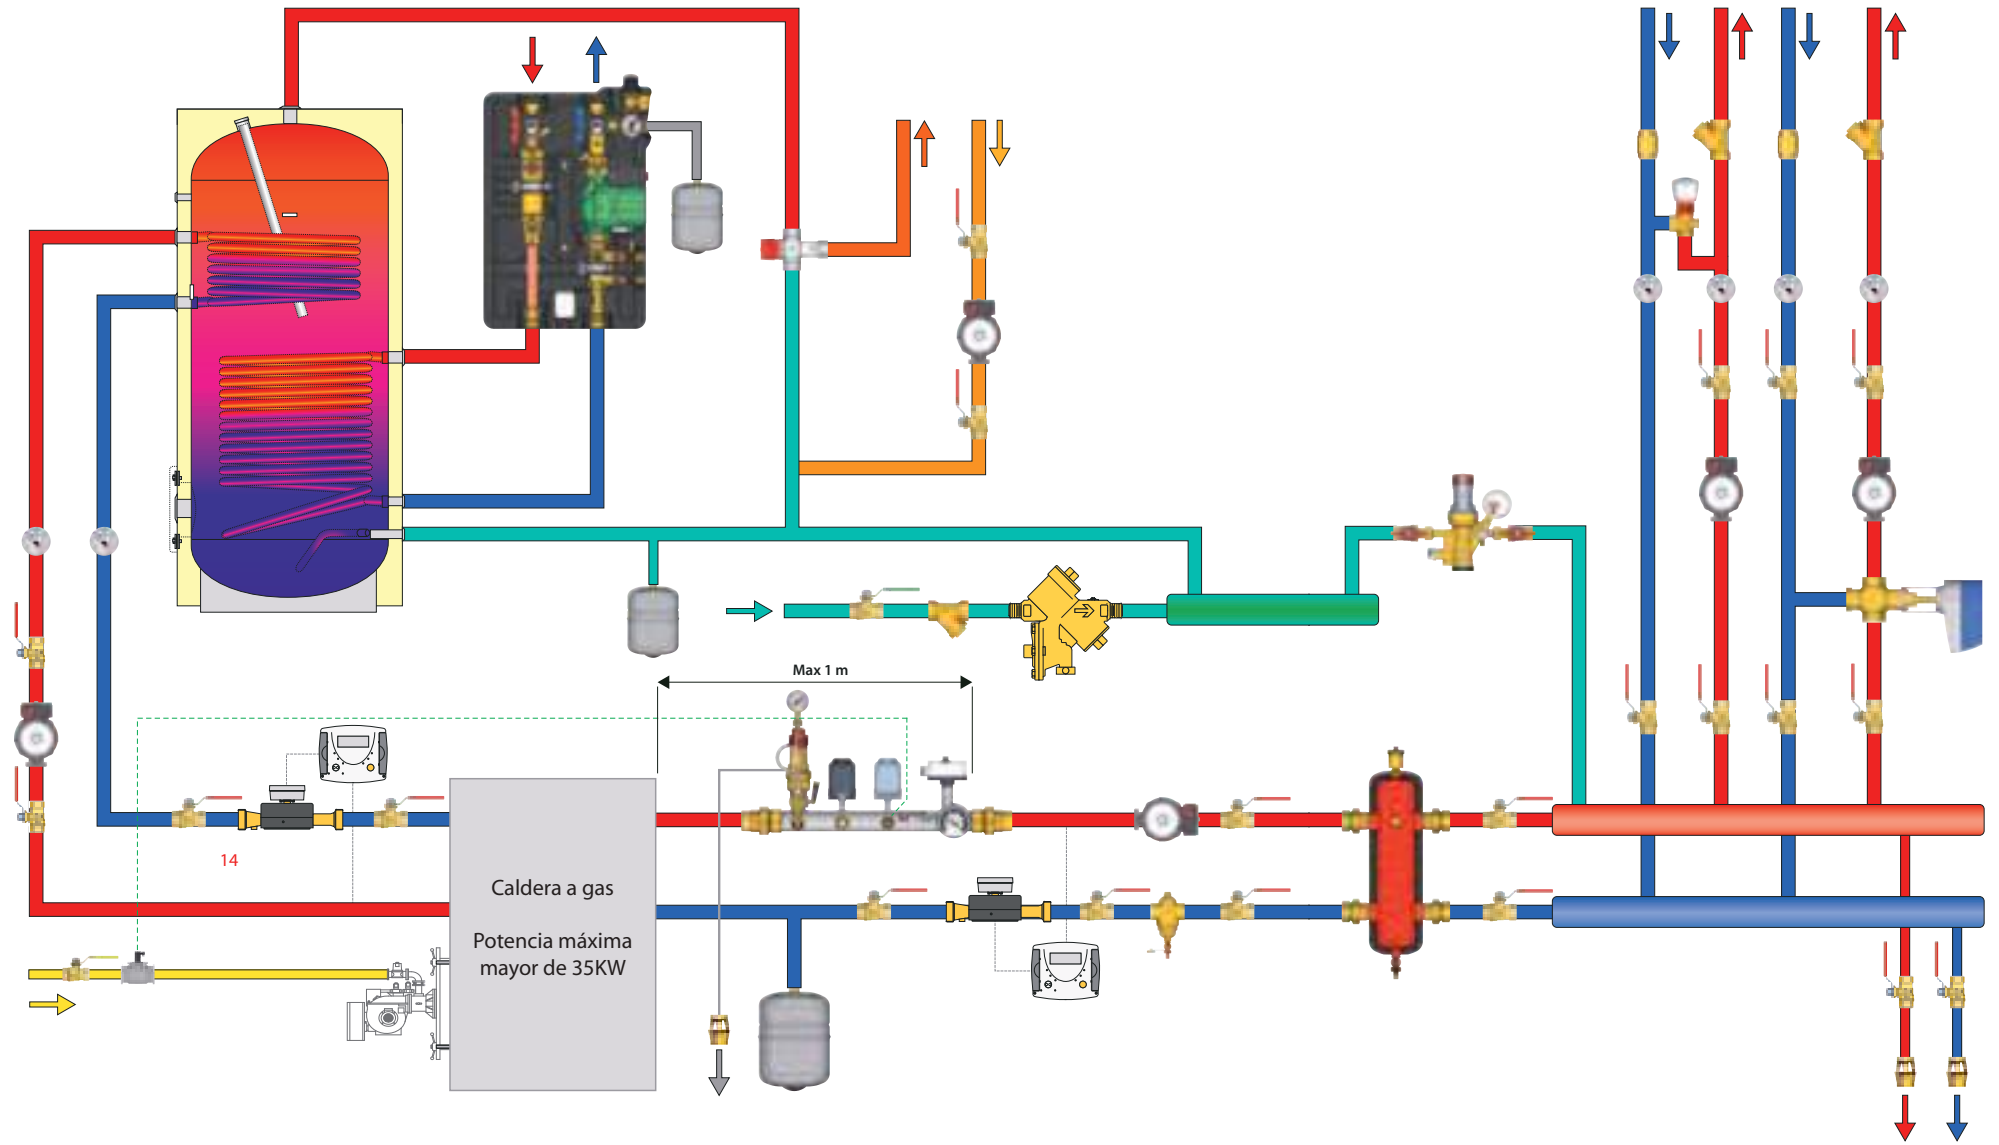 Max 1 m
14
Caldera a gas
Potencia máxima
mayor de 35KW